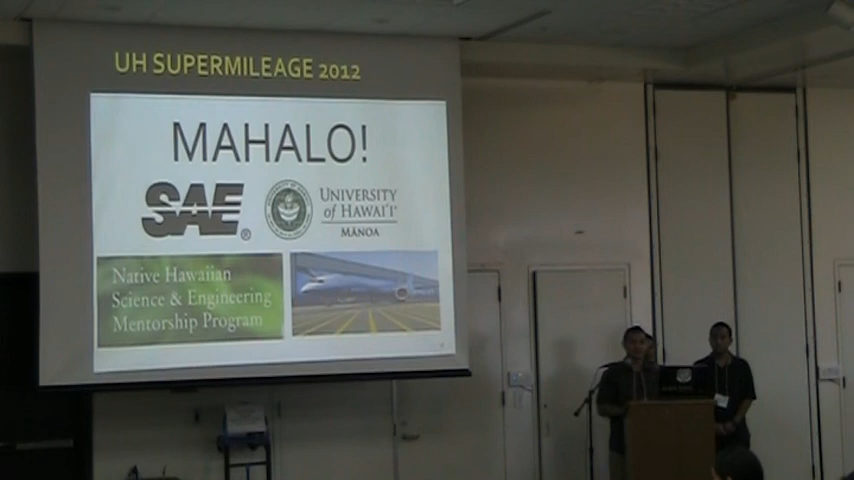 UH SUPERMILEAGE 2012
MAHALO!
SAE®
UNIVERSITY
of HAWAI'I®
MĀNOA
Native Hawaiian
Science & Engineering
Mentorship Program